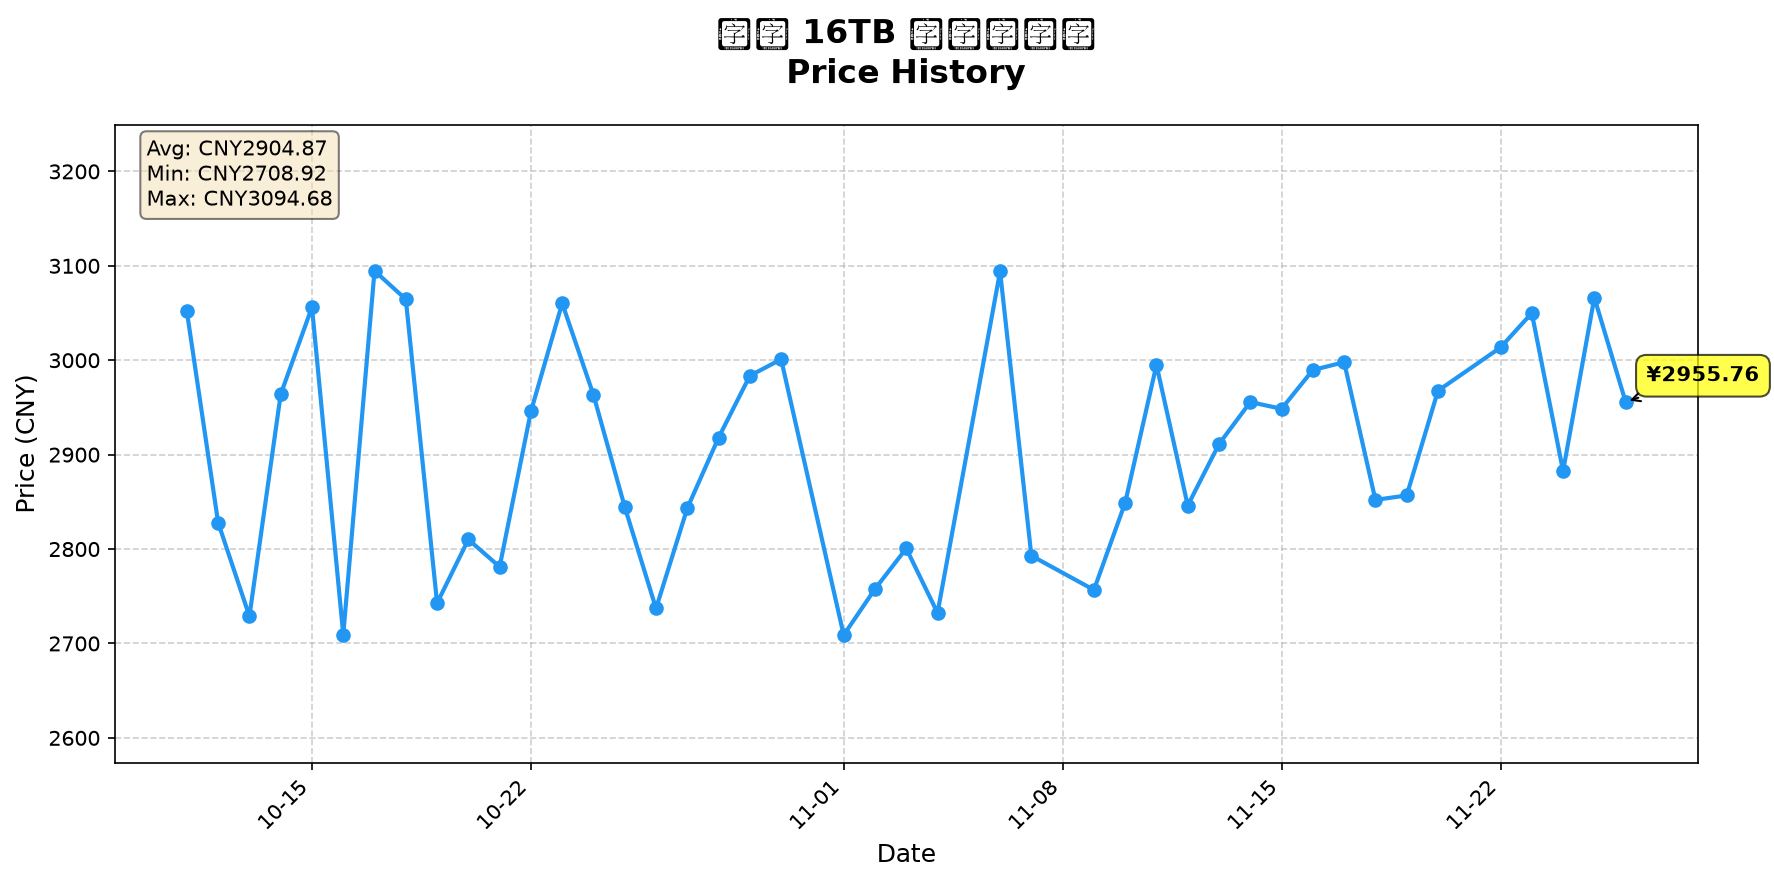 16TB
Price History
Avg: CNY2904.87
Min: CNY2708.92
Max: CNY3094.68
3200
3100
3000
2900
2800
2700
2600
Price (CNY)
¥2955.76
10-15
10-22
11-01
11-08
11-15
11-22
Date